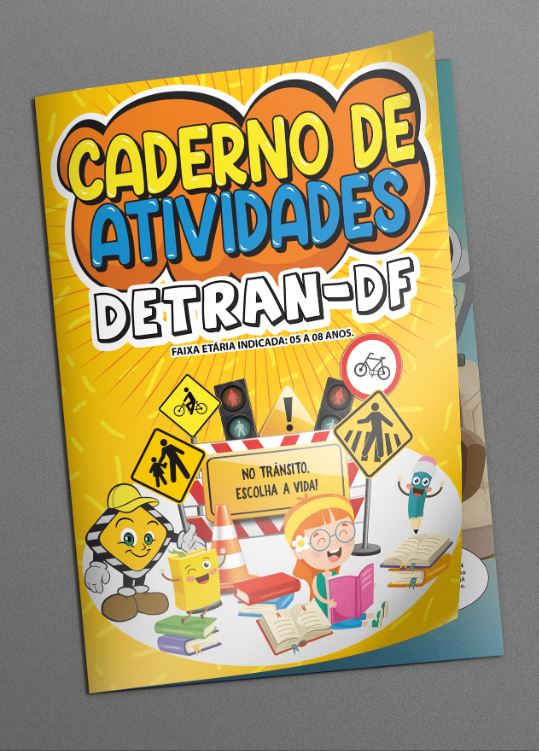 CADERNO DE
ATIVIDADES
DETRAN-DF
FAIXA ETÁRIA INDICADA: 05 A 08 ANOS.
NO TRÂNSITO,
ESCOLHA A VIDA!